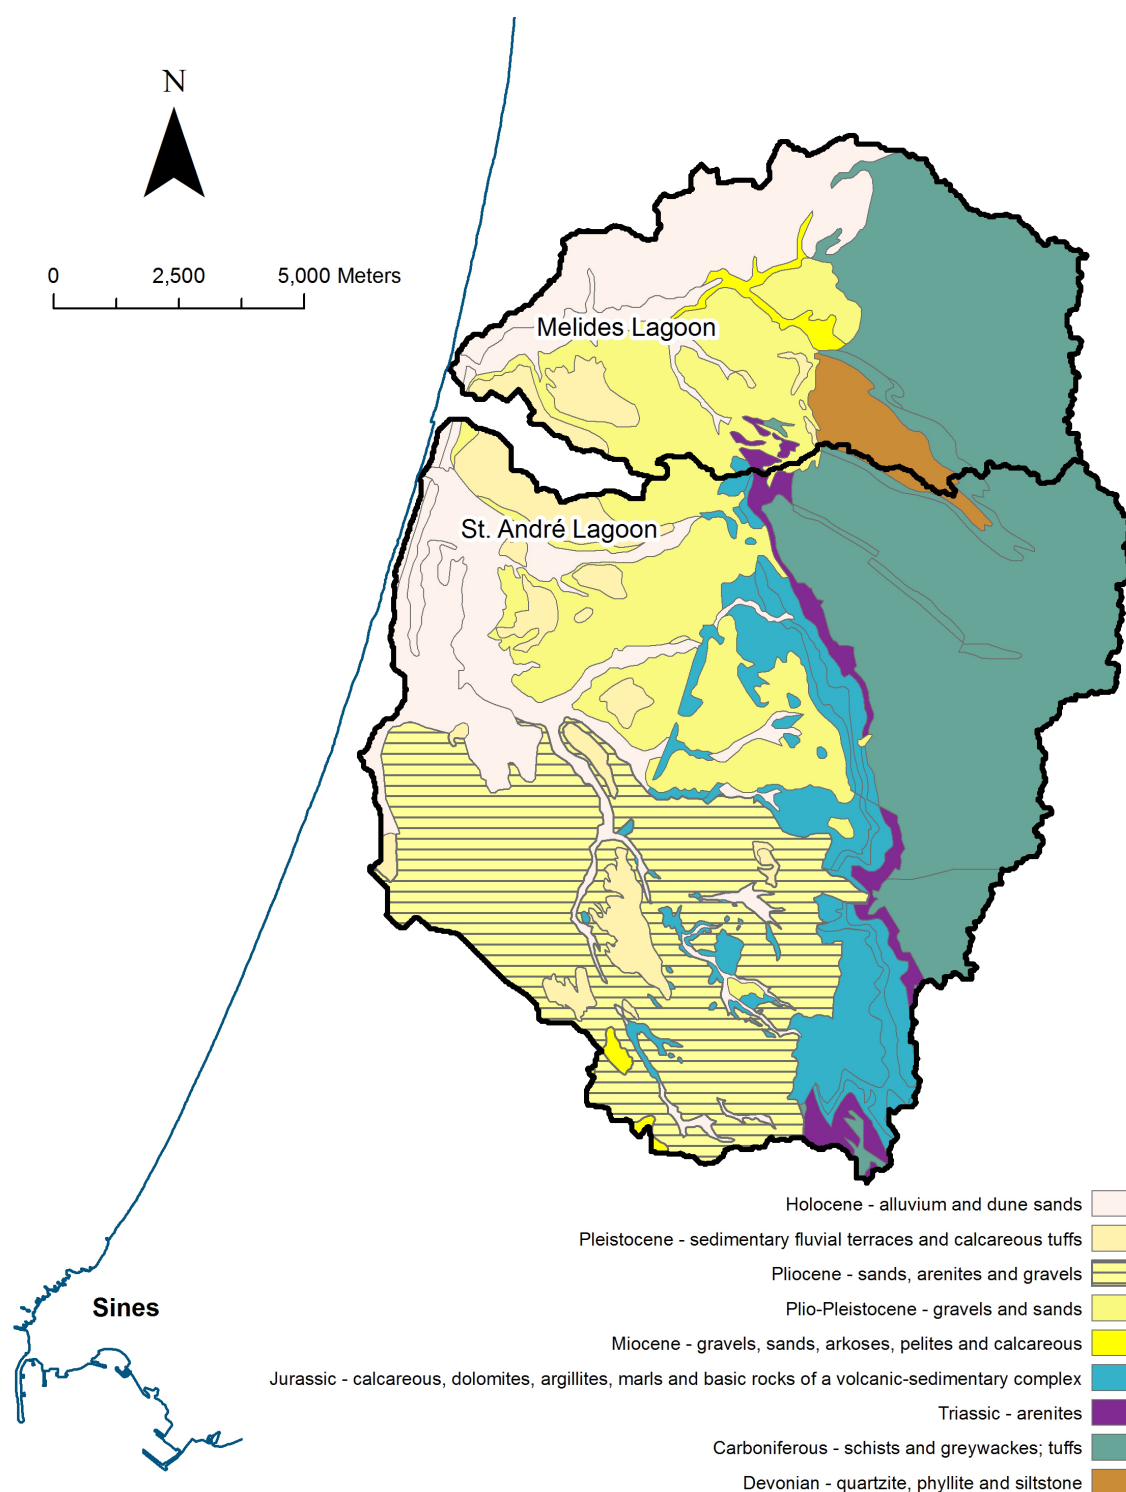 N
0 2,500 5,000 Meters
Melides Lagoon
St. André Lagoon
Holocene - alluvium and dune sands
Pleistocene - sedimentary fluvial terraces and calcareous tuffs
Pliocene - sands, arenites and gravels
Sines
Plio-Pleistocene - gravels and sands
Miocene - gravels, sands, arkoses, pelites and calcareous
Jurassic - calcareous, dolomites, argillites, marls and basic rocks of a volcanic-sedimentary complex
Triassic - arenites
Carboniferous - schists and greywackes; tuffs
Devonian - quartzite, phyllite and siltstone